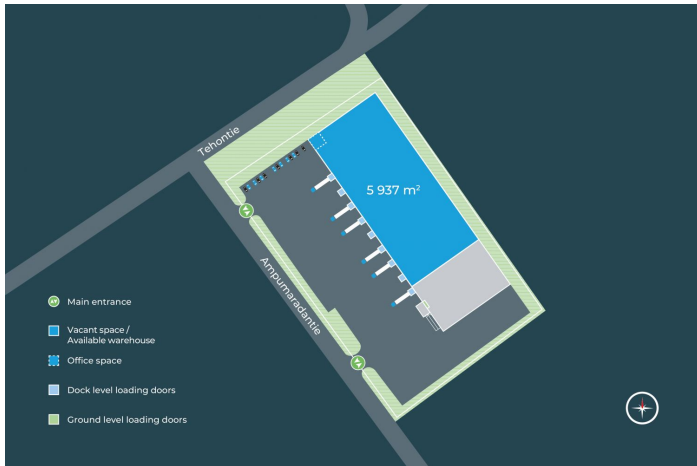 Tehontie
5 937 m²
Ampumaradantie
Main entrance
Vacant space /
Available warehouse
Office space
Dock level loading doors
Ground level loading doors